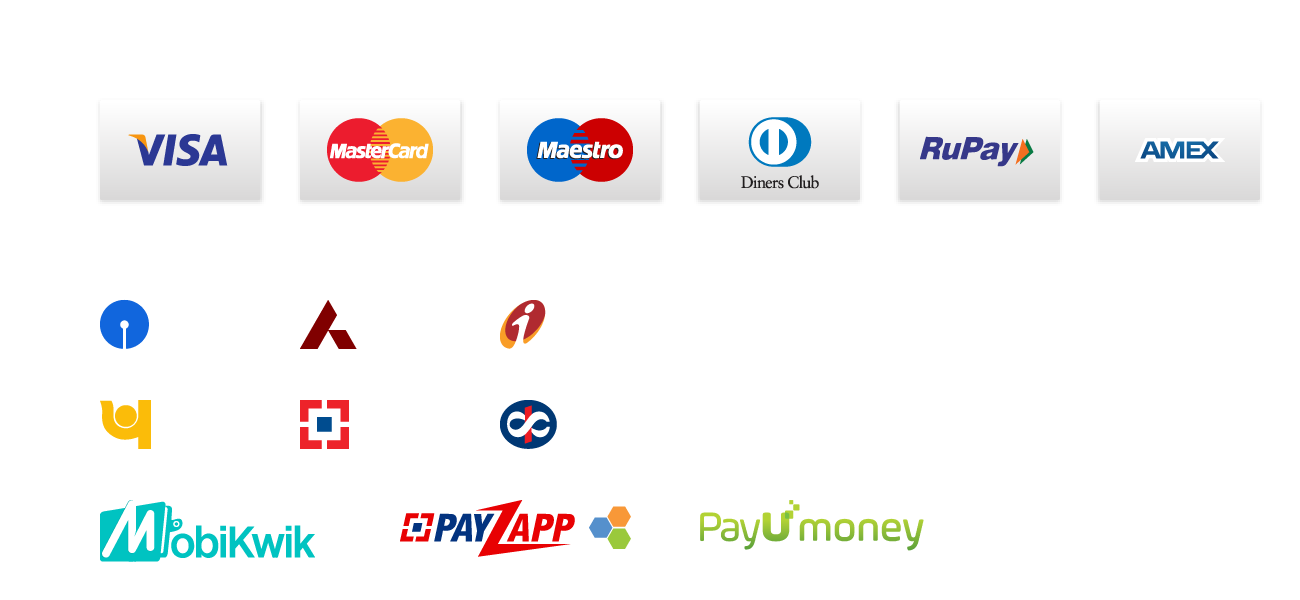 VISA
MasterCard
Maestro
Diners Club
RuPay
AMEX
MobiKwik
PAYZAPP
PayUmoney